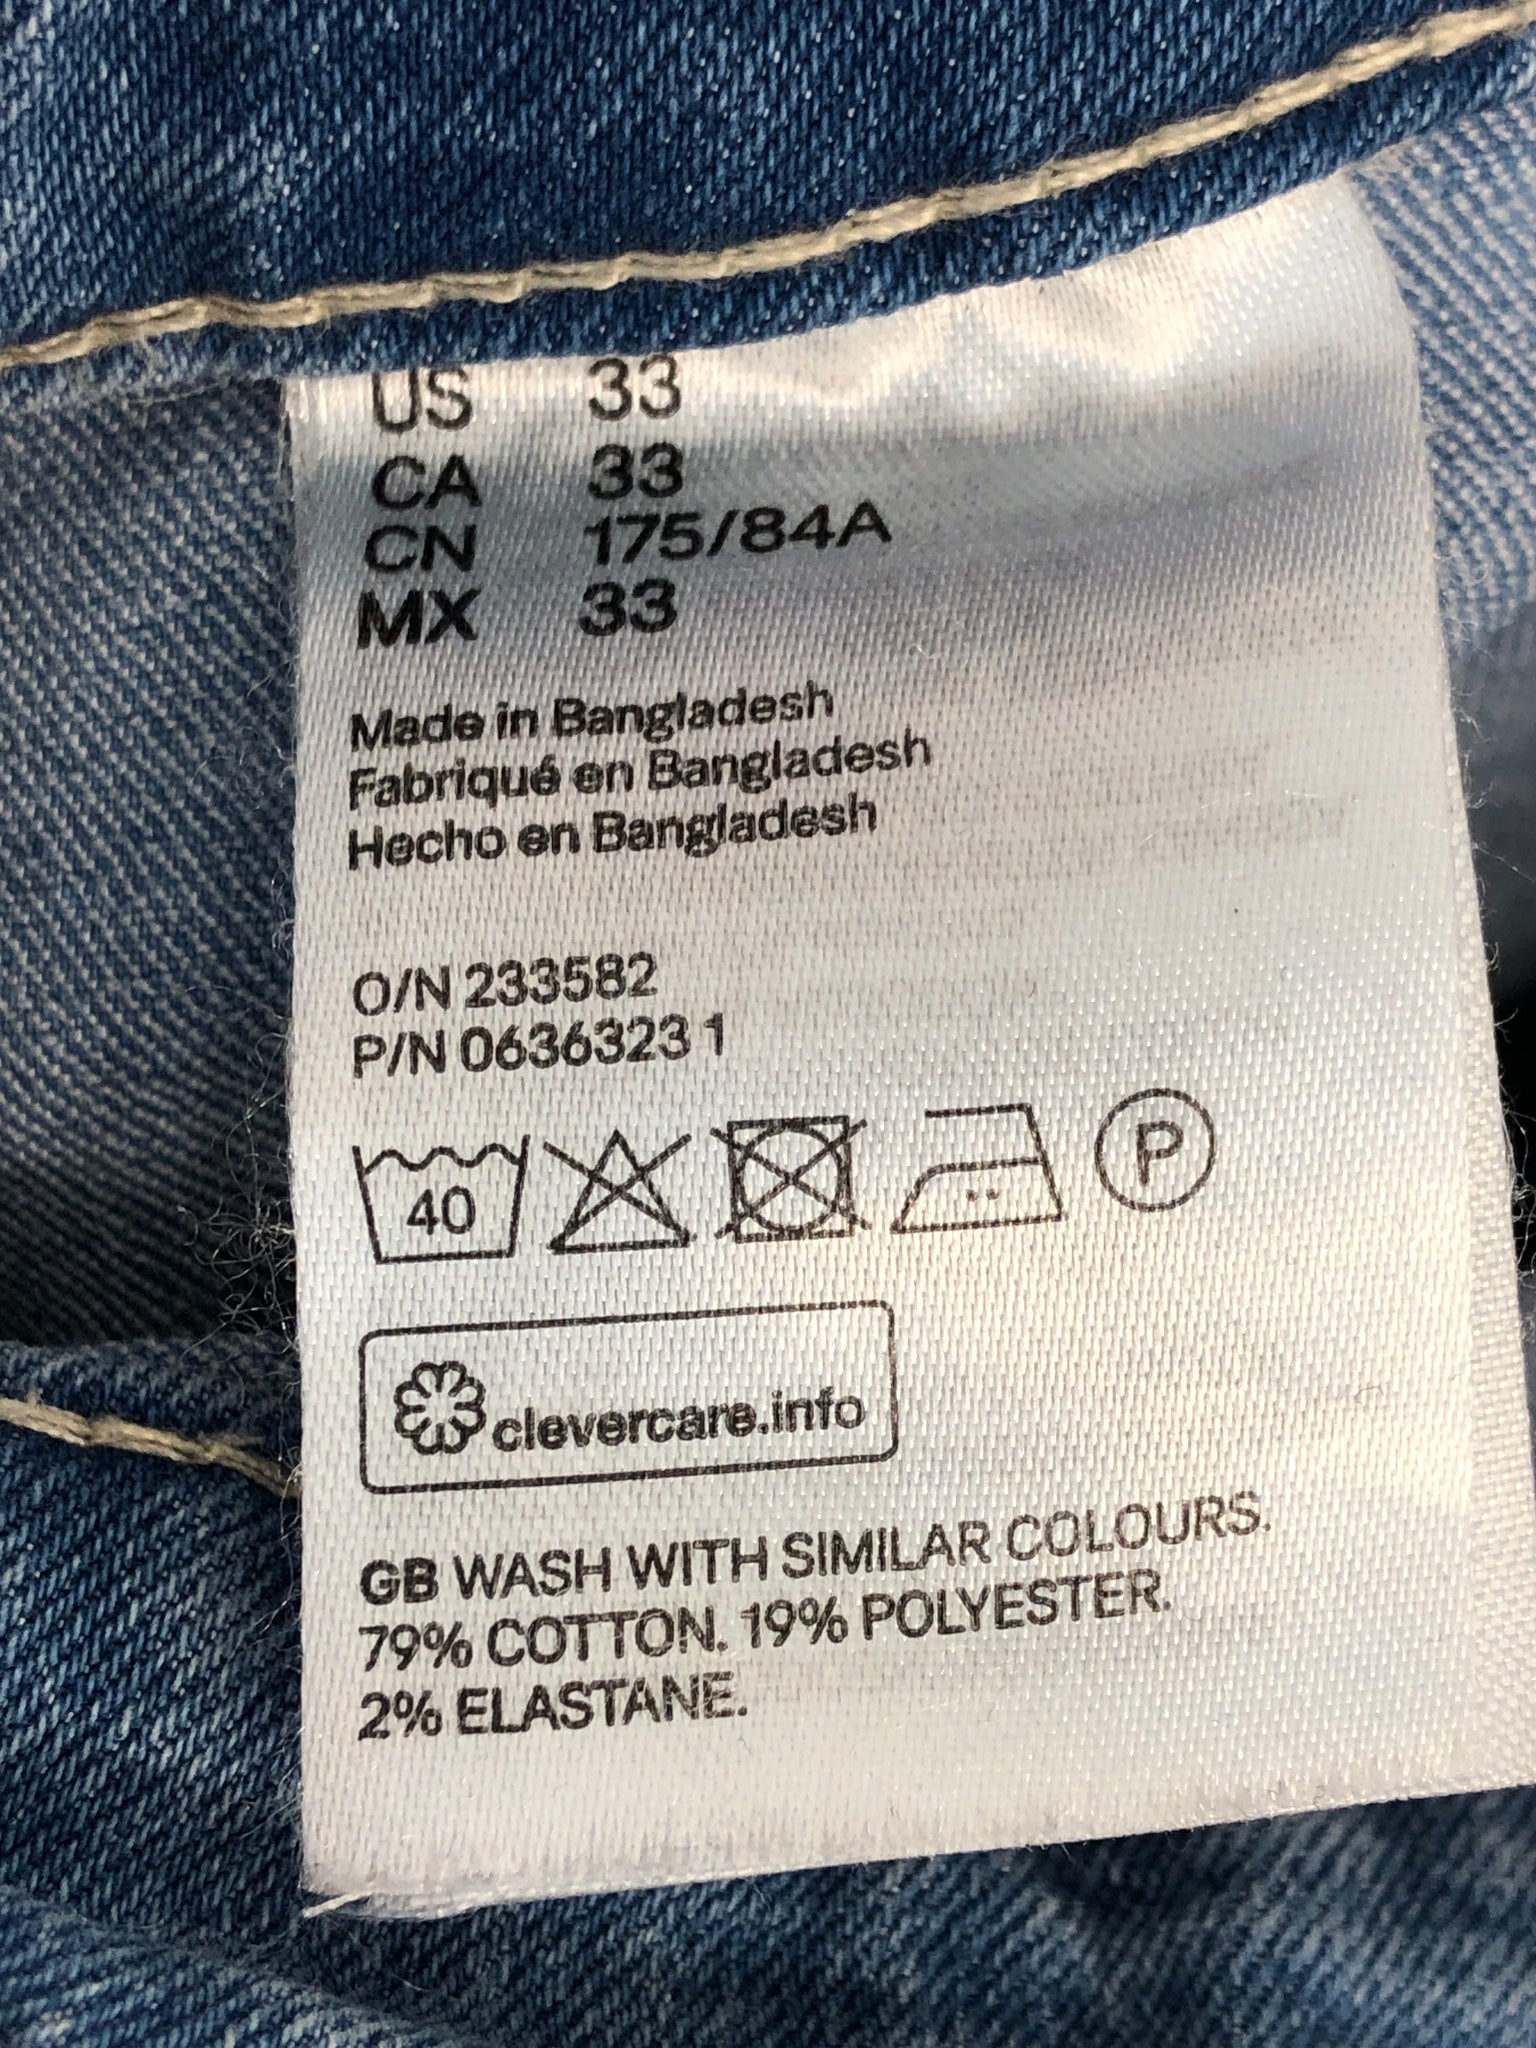 US 33
CA 33
CN 175/84A
MX 33
Made in Bangladesh
Fabriqué en Bangladesh
Hecho en Bangladesh
O/N 233582
P/N 0636323 1
40
P
clevercare.info
GB WASH WITH SIMILAR COLOURS.
79% COTTON. 19% POLYESTER.
2% ELASTANE.